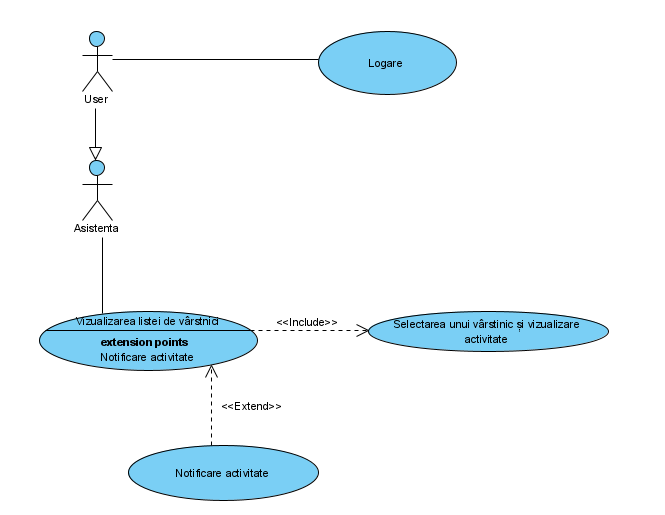 Logare
User
Asistenta
Vizualizarea listei de vârstnici
extension points
Notificare activitate
<<Include>>
Selectarea unui vârstinic și vizualizare
activitate
<<Extend>>
Notificare activitate